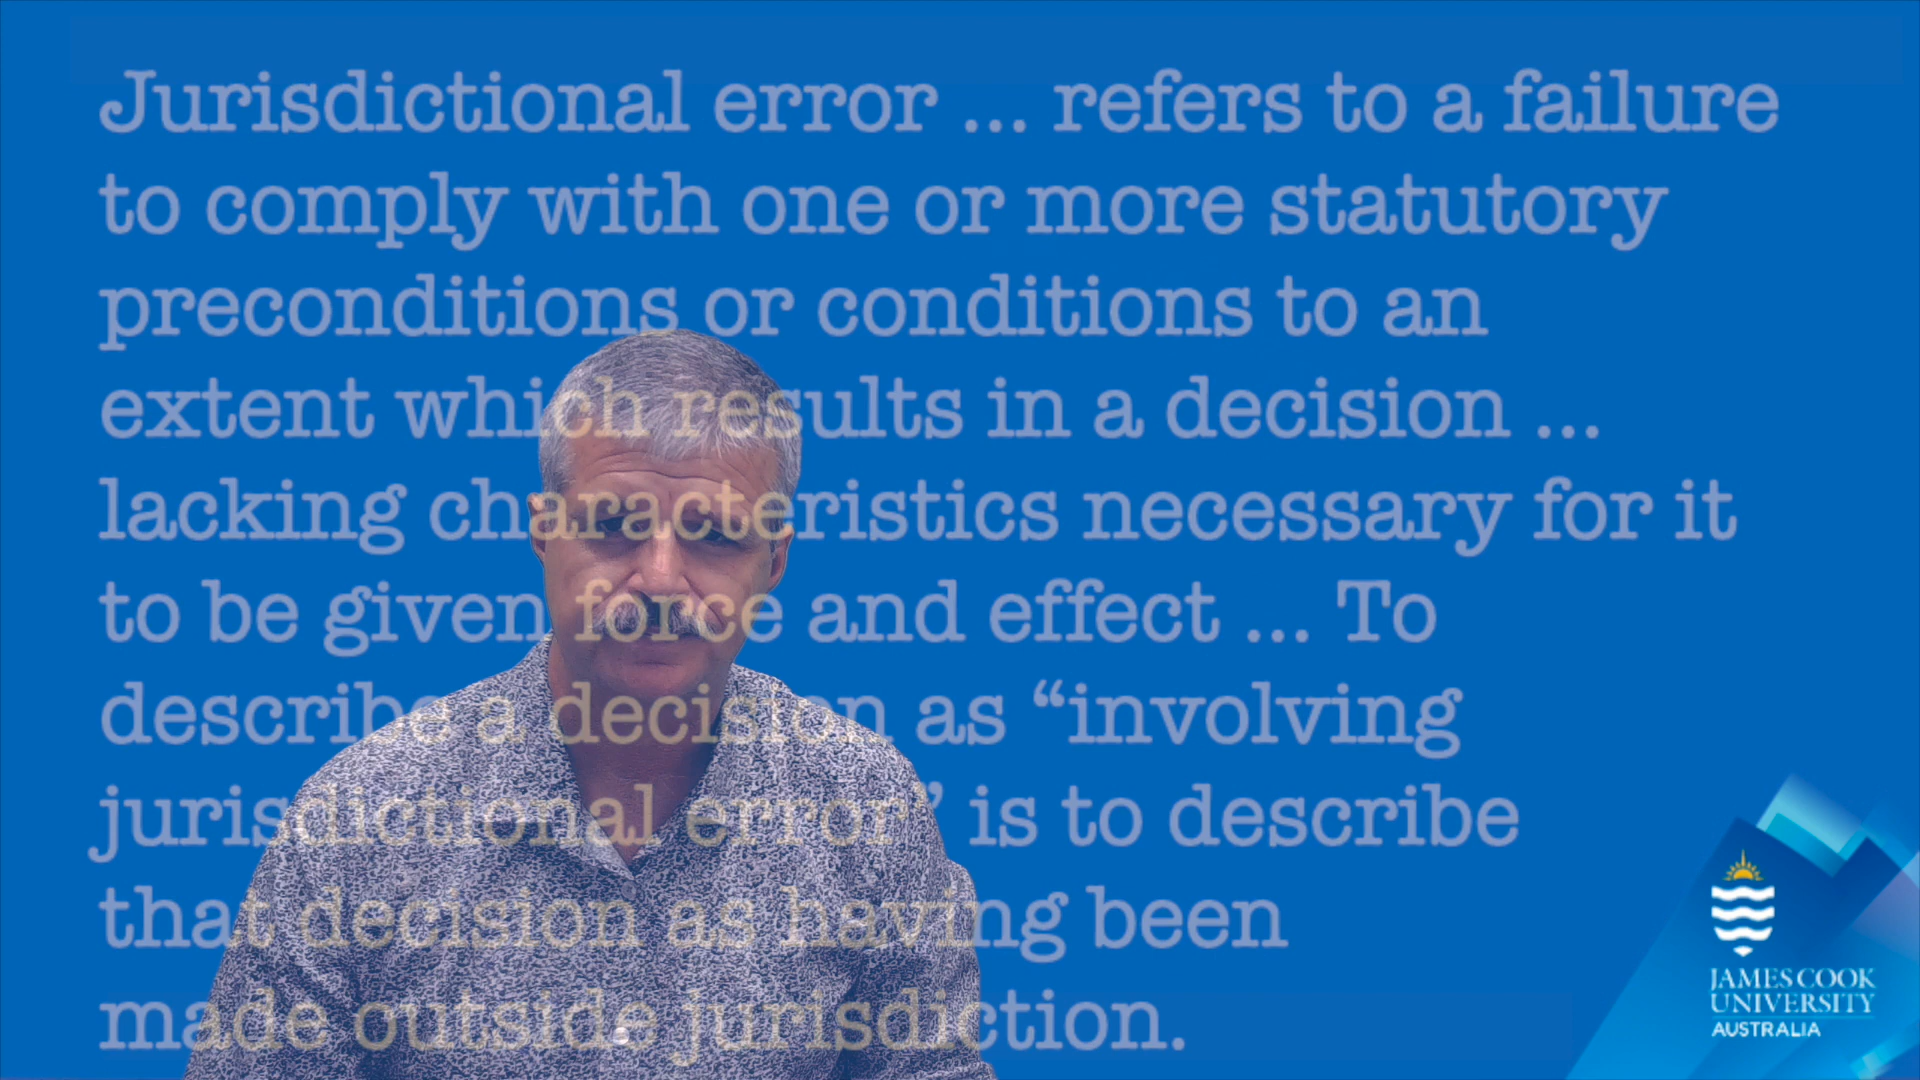 Jurisdictional error ... refers to a failure
to comply with one or more statutory
preconditions or conditions to an
extent which results in a decision ...
lacking characteristics necessary for it
to be given force and effect ... To
describe a decision as “involving
jurisdictional error” is to describe
that decision as having been
made outside jurisdiction.
JAMES COOK
UNIVERSITY
AUSTRALIA